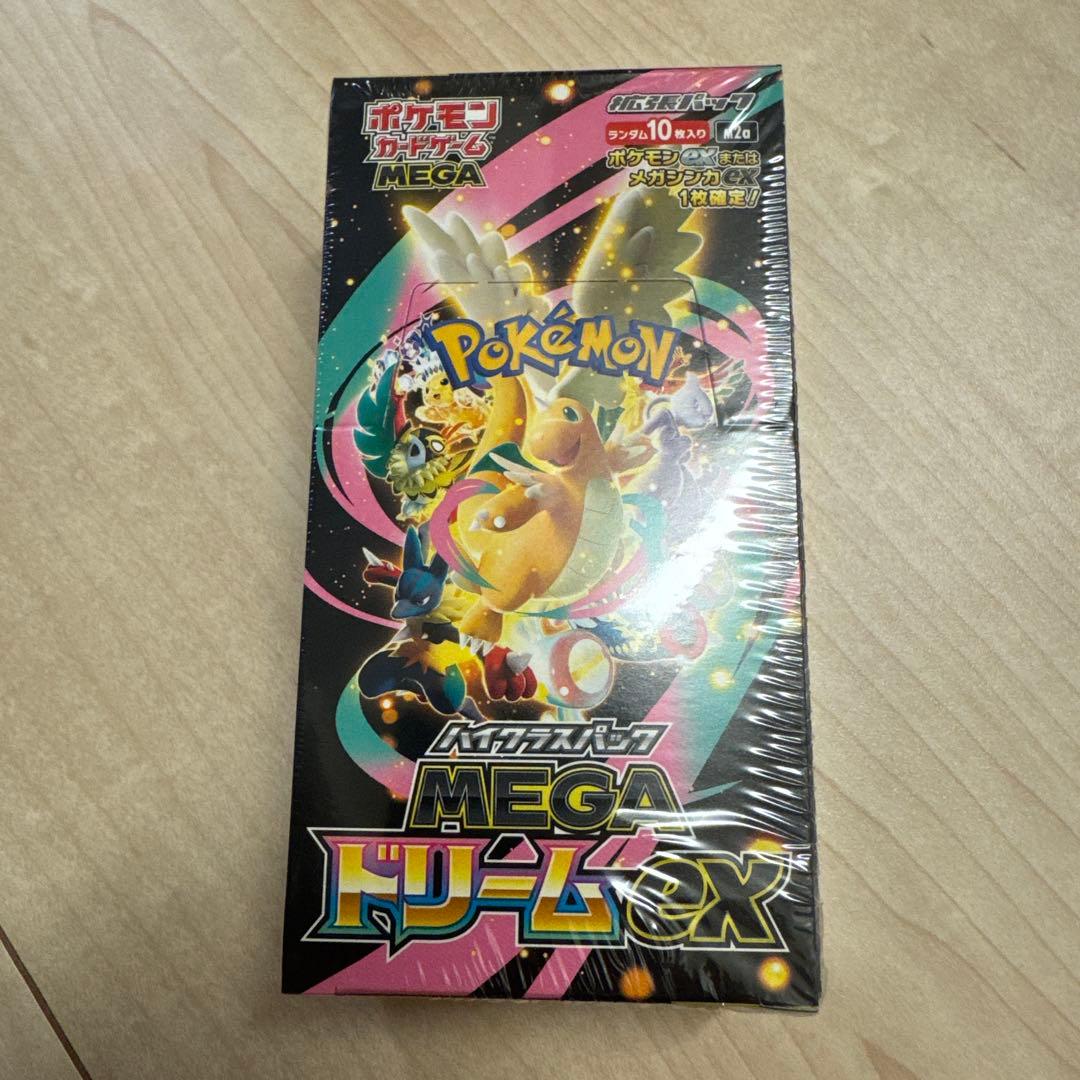 ポケモン
カードゲーム
MEGA
拡張パック
ランダム10枚入り M2a
ポケモンexまたは
メガシンカex
1枚確定!
POKéMON
ハイクラスパック
MEGA
ドリームex